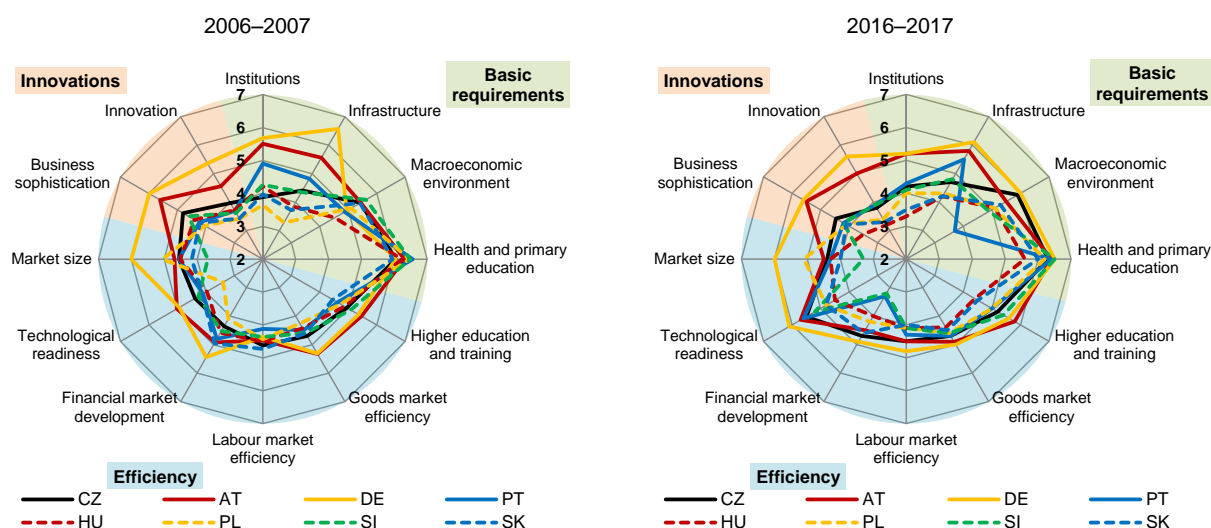 2006–2007
Innovations
Institutions
Basic
requirements
Innovation
Infrastructure
Business
sophistication
Macroeconomic
environment
Market size
Health and primary
education
Technological
readiness
Higher education
and training
Financial market
development
Goods market
efficiency
Labour market
efficiency
7
6
5
4
3
2
Efficiency
CZ
AT
DE
PT
HU
PL
SI
SK
2016–2017
Innovations
Institutions
Basic
requirements
Innovation
Infrastructure
Business
sophistication
Macroeconomic
environment
Market size
Health and primary
education
Technological
readiness
Higher education
and training
Financial market
development
Goods market
efficiency
Labour market
efficiency
7
6
5
4
3
2
Efficiency
CZ
AT
DE
PT
HU
PL
SI
SK